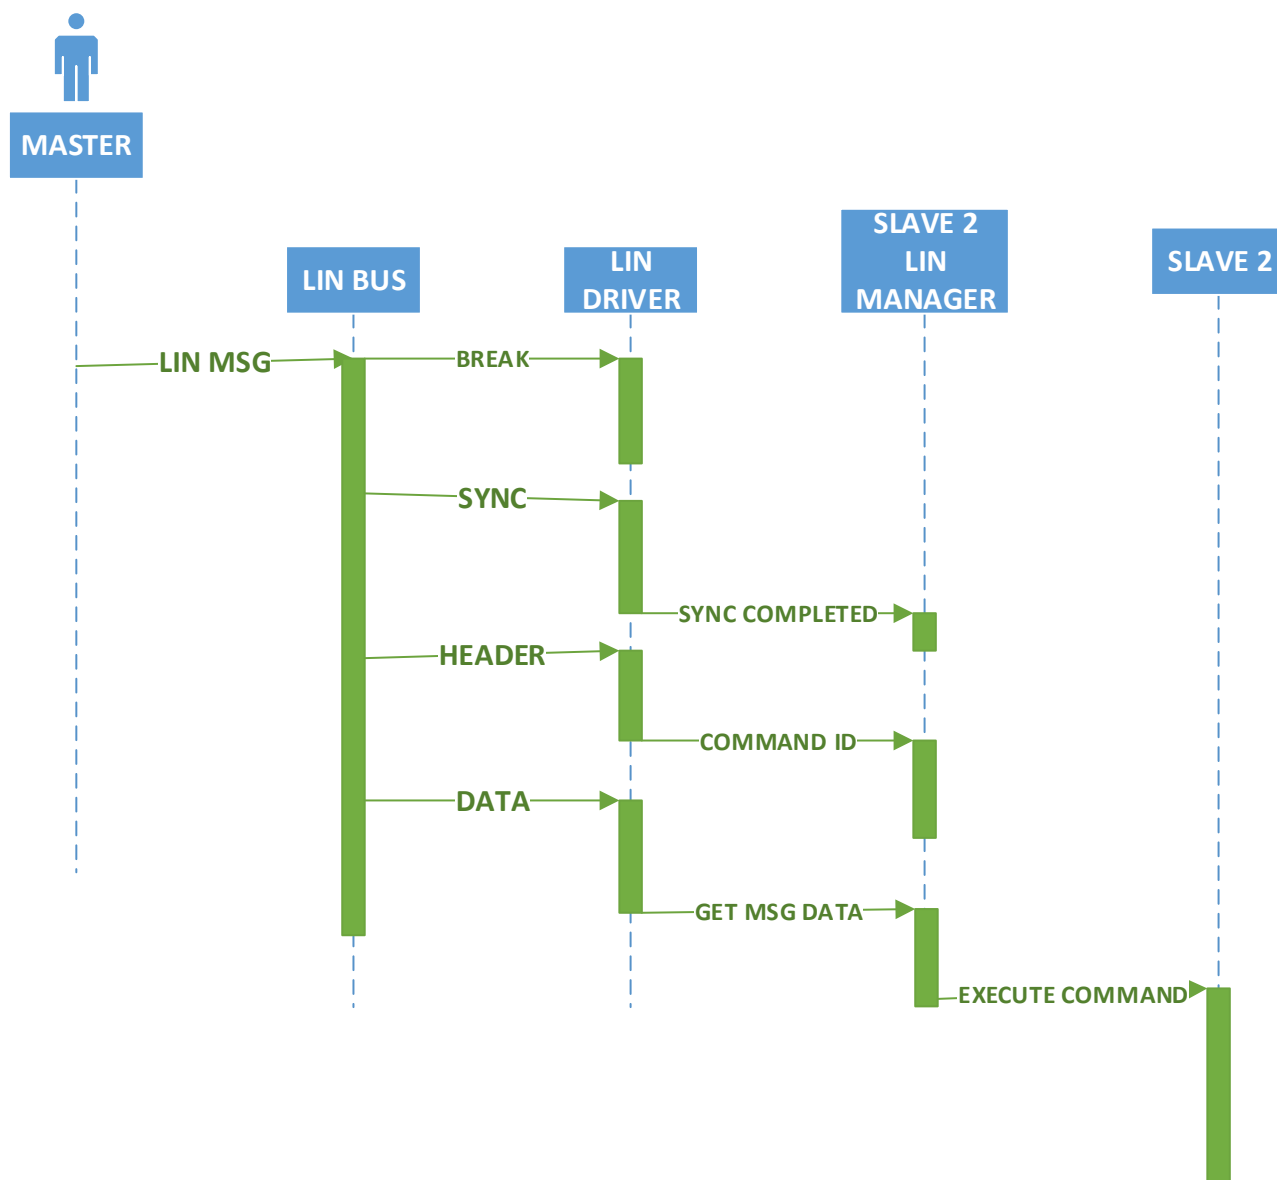 MASTER
SLAVE 2
LIN
MANAGER
LIN BUS
LIN
DRIVER
SLAVE 2
LIN MSG
BREAK
SYNC
SYNC COMPLETED
HEADER
COMMAND ID
DATA
GET MSG DATA
EXECUTE COMMAND